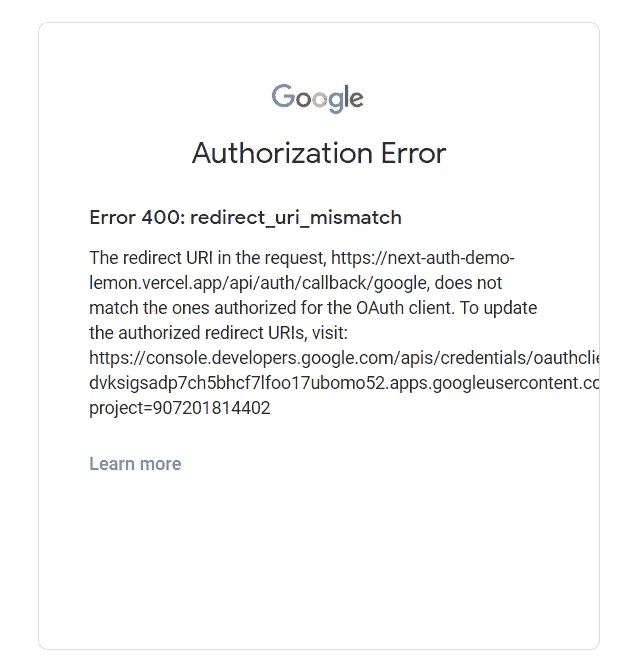 Google
Authorization Error
Error 400: redirect_uri_mismatch
The redirect URI in the request, https://next-auth-demo-
lemon.vercel.app/api/auth/callback/google, does not
match the ones authorized for the OAuth client. To update
the authorized redirect URIs, visit:
https://console.developers.google.com/apis/credentials/oauthclie
dvksigsadp7ch5bhcf7lfoo17ubomo52.apps.googleusercontent.co
project=907201814402
Learn more